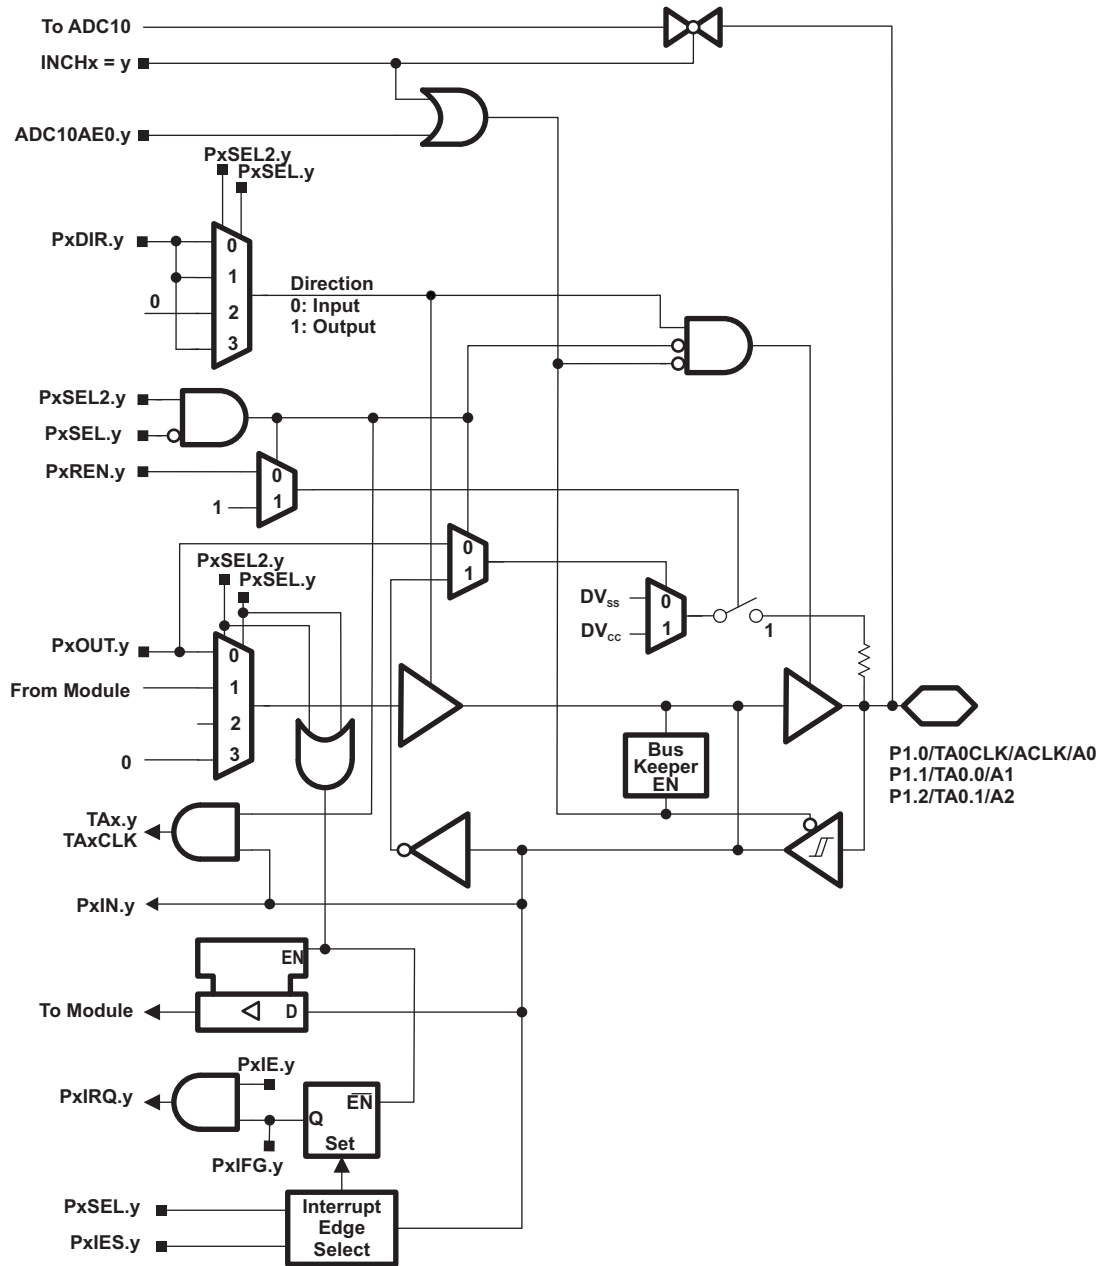 To ADC10
INCHx = y
ADC10AE0.y
PxSEL2.y
PxSEL.y
PxDIR.y
0
1
0
2
3
Direction
0: Input
1: Output
PxSEL2.y
PxSEL.y
PxREN.y
0
1
1
0
1
PxSEL2.y
PxSEL.y
DVSS
0
DVCC
1
1
PxOUT.y
0
From Module
1
2
0
3
Bus
Keeper
EN
P1.0/TA0CLK/ACLK/A0
P1.1/TA0.0/A1
P1.2/TA0.1/A2
TAx.y
TAxCLK
PxIN.y
EN
To Module
D
PxIE.y
PxIRQ.y
EN
Q
Set
PxIFG.y
PxSEL.y
PxIES.y
Interrupt
Edge
Select